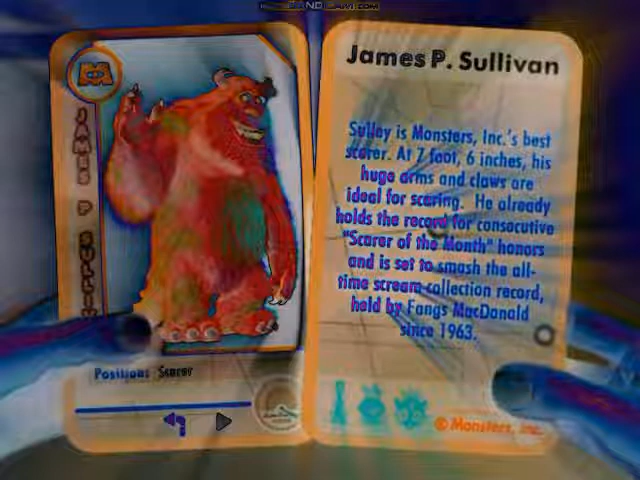 James P. Sullivan
JAMES P SULLIV
Sulley is Monsters, Inc.'s best
scarer. At 7 foot, 6 inches, his
huge arms and claws are
ideal for scaring. He already
holds the record for consecutive
"Scarer of the Month" honors
and is set to smash the all-
time scream collection record,
held by Fangs MacDonald
since 1963.
Position: Scarer
© Monsters, Inc.